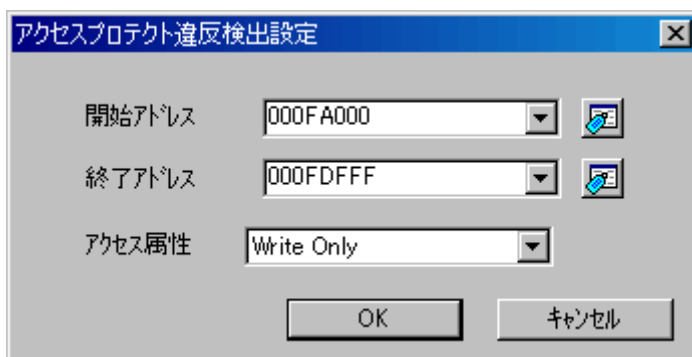 アクセスプロテクト違反検出設定
開始アドレス 000FA000
終了アドレス 000FDFFF
アクセス属性 Write Only
OK キャンセル